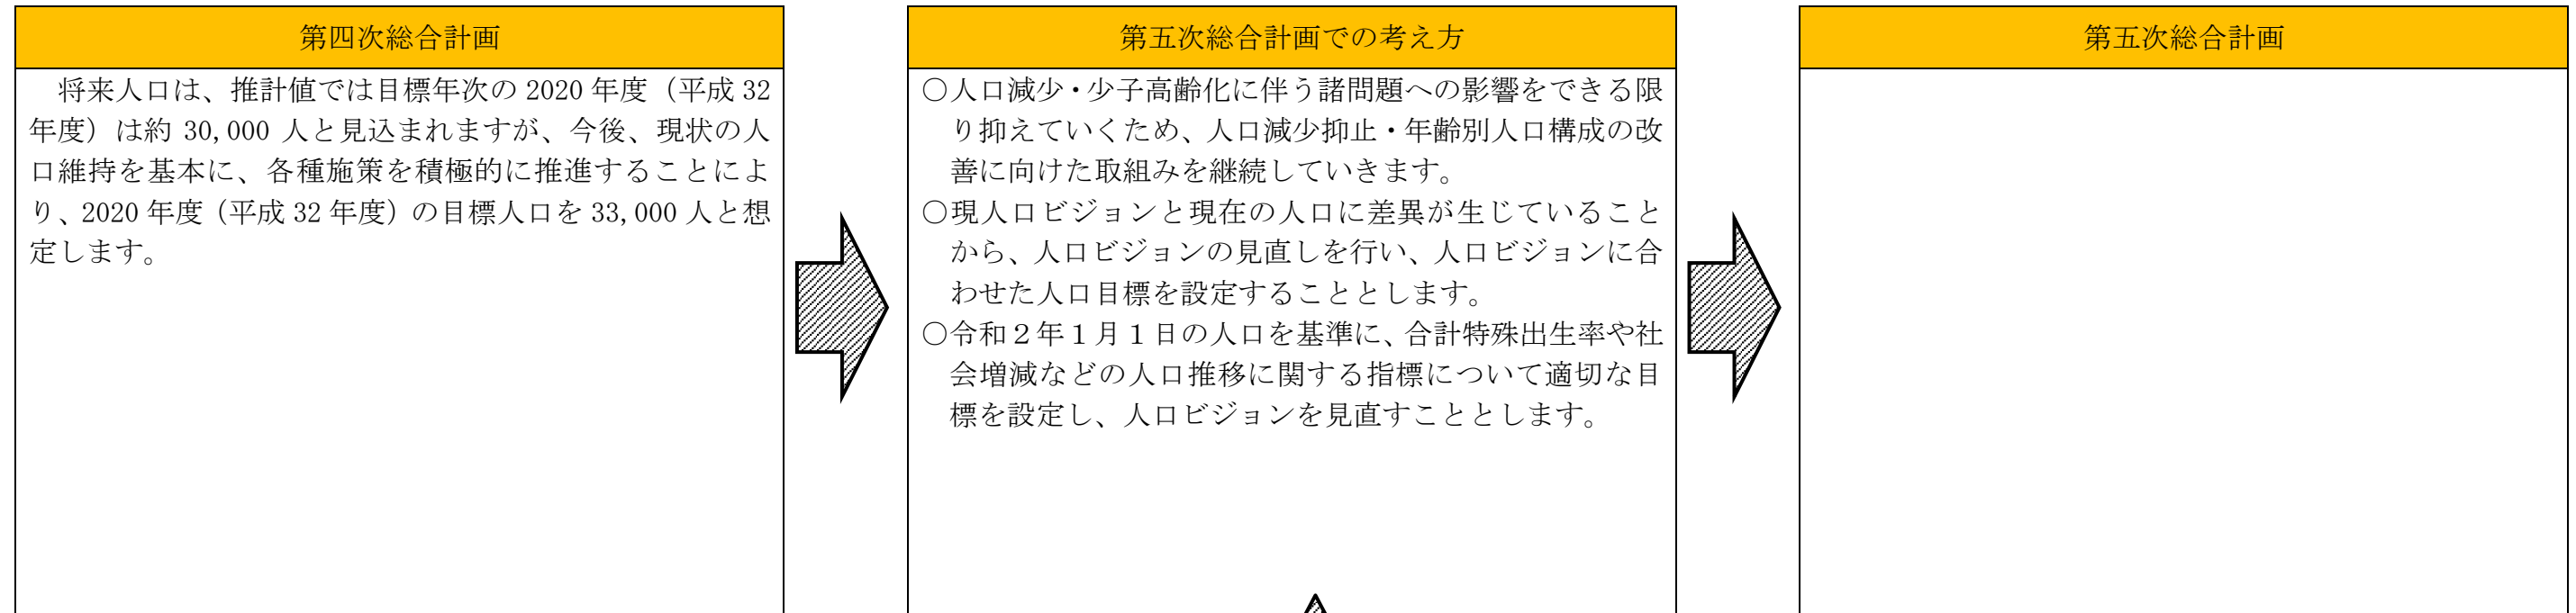 第四次総合計画
将来人口は、推計値では目標年次の 2020 年度（平成 32
年度）は約 30,000 人と見込まれますが、今後、現状の人
口維持を基本に、各種施策を積極的に推進することによ
り、2020 年度（平成 32 年度）の目標人口を 33,000 人と想
定します。
第五次総合計画での考え方
○人口減少・少子高齢化に伴う諸問題への影響をできる限
り抑えていくため、人口減少抑止・年齢別人口構成の改
善に向けた取組みを継続していきます。
○現人口ビジョンと現在の人口に差異が生じていること
から、人口ビジョンの見直しを行い、人口ビジョンに合
わせた人口目標を設定することとします。
○令和２年１月１日の人口を基準に、合計特殊出生率や社
会増減などの人口推移に関する指標について適切な目
標を設定し、人口ビジョンを見直すこととします。
第五次総合計画